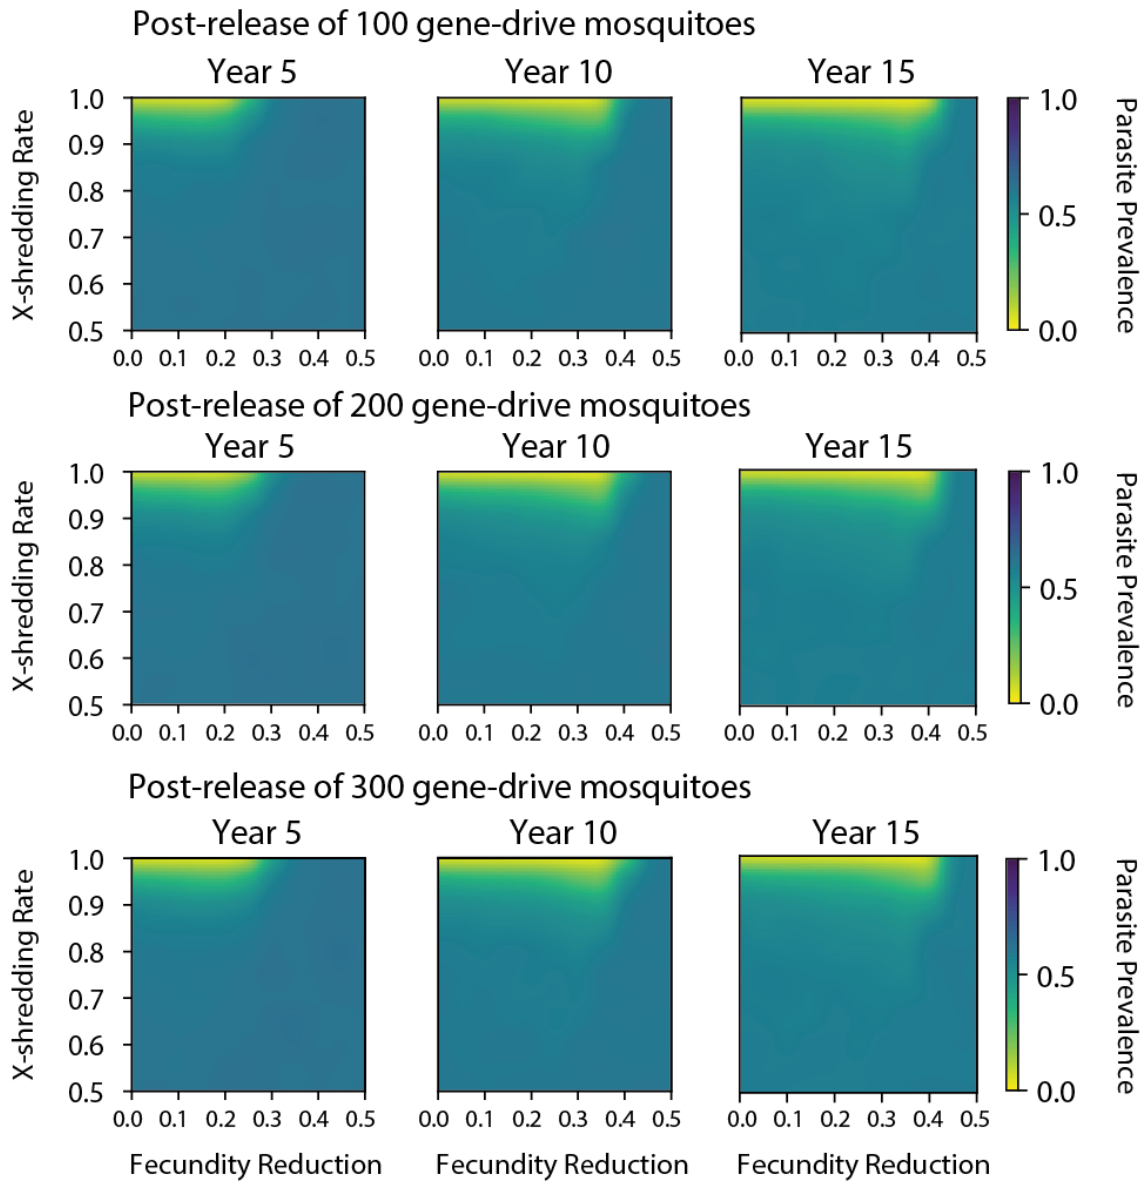 Post-release of 100 gene-drive mosquitoes
Year 5
Year 10
Year 15
X-shredding Rate
1.0
0.9
0.8
0.7
0.6
0.5
0.0 0.1 0.2 0.3 0.4 0.5
0.0 0.1 0.2 0.3 0.4 0.5
0.0 0.1 0.2 0.3 0.4 0.5
1.0
0.5
0.0
Parasite Prevalence
Post-release of 200 gene-drive mosquitoes
Year 5
Year 10
Year 15
X-shredding Rate
1.0
0.9
0.8
0.7
0.6
0.5
0.0 0.1 0.2 0.3 0.4 0.5
0.0 0.1 0.2 0.3 0.4 0.5
0.0 0.1 0.2 0.3 0.4 0.5
1.0
0.5
0.0
Parasite Prevalence
Post-release of 300 gene-drive mosquitoes
Year 5
Year 10
Year 15
X-shredding Rate
1.0
0.9
0.8
0.7
0.6
0.5
0.0 0.1 0.2 0.3 0.4 0.5
0.0 0.1 0.2 0.3 0.4 0.5
0.0 0.1 0.2 0.3 0.4 0.5
1.0
0.5
0.0
Parasite Prevalence
Fecundity Reduction
Fecundity Reduction
Fecundity Reduction